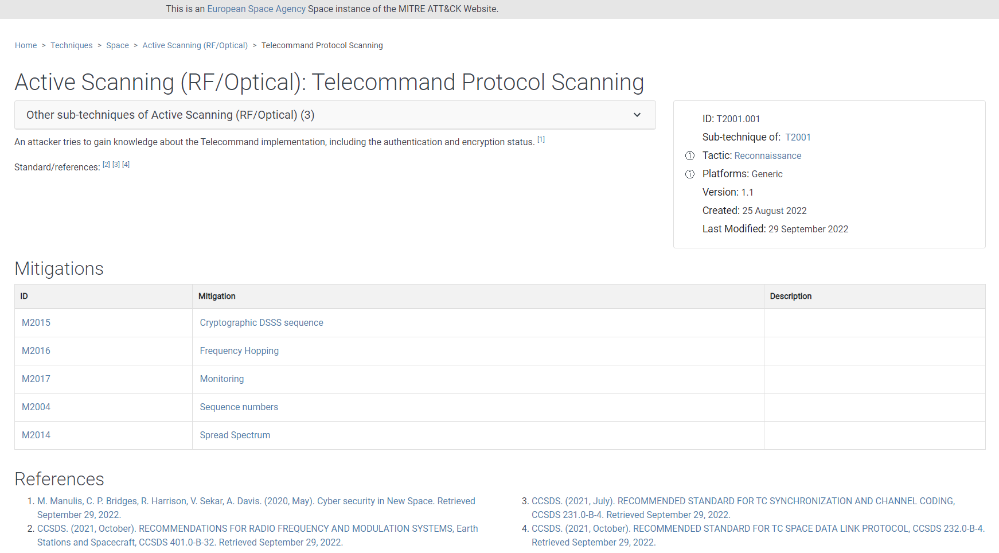 This is an European Space Agency Space instance of the MITRE ATT&CK Website.
Home > Techniques > Space > Active Scanning (RF/Optical) > Telecommand Protocol Scanning
Active Scanning (RF/Optical): Telecommand Protocol Scanning
Other sub-techniques of Active Scanning (RF/Optical) (3)
An attacker tries to gain knowledge about the Telecommand implementation, including the authentication and encryption status. [1]
Standard/references: [2] [3] [4]
ID: T2001.001
Sub-technique of: T2001
ⓘ Tactic: Reconnaissance
ⓘ Platforms: Generic
Version: 1.1
Created: 25 August 2022
Last Modified: 29 September 2022
Mitigations
ID Mitigation Description
M2015 Cryptographic DSSS sequence
M2016 Frequency Hopping
M2017 Monitoring
M2004 Sequence numbers
M2014 Spread Spectrum
References
1. M. Manulis, C. P. Bridges, R. Harrison, V. Sekar, A. Davis. (2020, May). Cyber security in New Space. Retrieved
September 29, 2022.
2. CCSDS. (2021, October). RECOMMENDATIONS FOR RADIO FREQUENCY AND MODULATION SYSTEMS, Earth
Stations and Spacecraft, CCSDS 401.0-B-32. Retrieved September 29, 2022.
3. CCSDS. (2021, July). RECOMMENDED STANDARD FOR TC SYNCHRONIZATION AND CHANNEL CODING,
CCSDS 231.0-B-4. Retrieved September 29, 2022.
4. CCSDS. (2021, October). RECOMMENDED STANDARD FOR TC SPACE DATA LINK PROTOCOL, CCSDS 232.0-B-4.
Retrieved September 29, 2022.